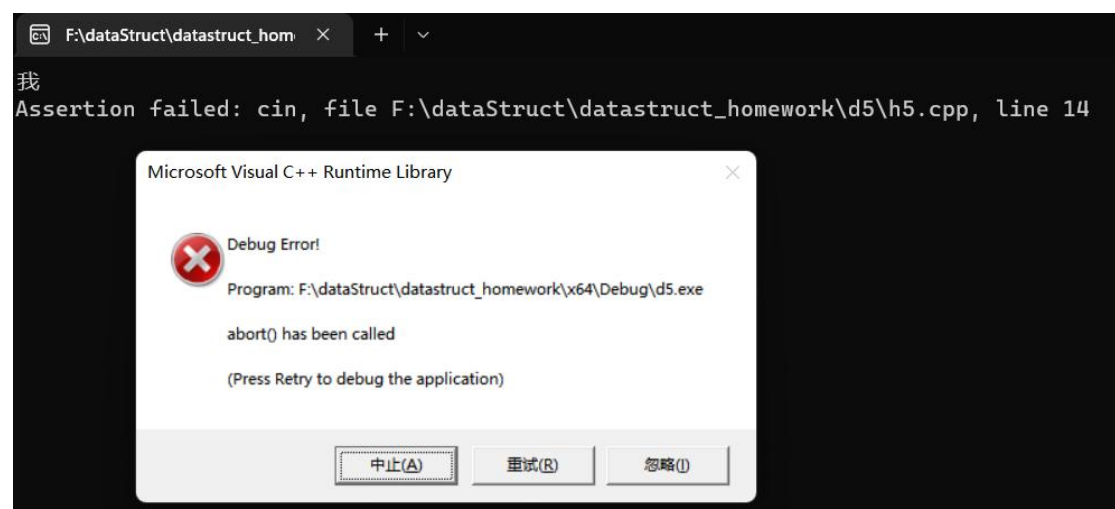 F:\dataStruct\datastruct_hom
我
Assertion failed: cin, file F:\dataStruct\datastruct_homework\d5\h5.cpp, line 14
Microsoft Visual C++ Runtime Library
Debug Error!
Program: F:\dataStruct\datastruct_homework\x64\Debug\d5.exe
abort() has been called
(Press Retry to debug the application)
中止(A) 重试(R) 忽略(I)